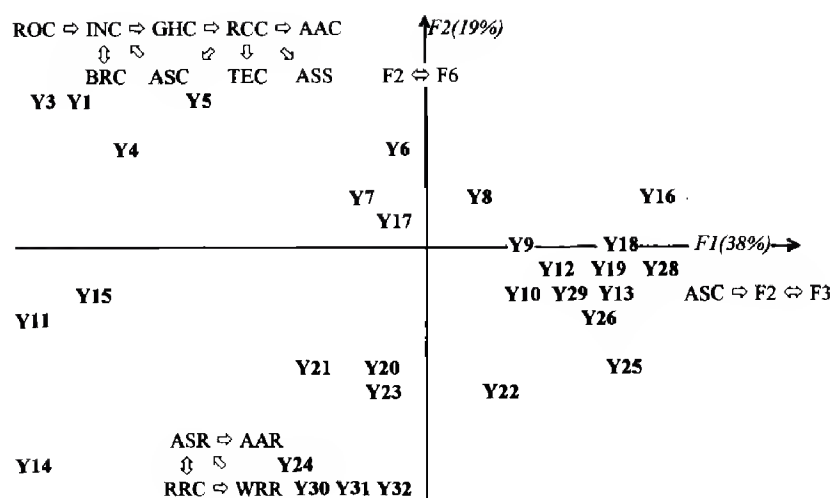 ROC ⇨ INC ⇨ GHC ⇨ RCC ⇨ AAC F2(19%)
⇕ ⇖ ⇙ ⇩ ⇘
BRC ASC TEC ASS F2 ⇔ F6
Y3 Y1 Y5
Y4 Y6
Y7 Y8 Y16
Y17
Y9 Y18 F1(38%)
Y12 Y19 Y28
Y15 Y10 Y29 Y13 ASC ⇨ F2 ⇔ F3
Y11 Y26
Y21 Y20 Y25
Y23 Y22
ASR ⇨ AAR
Y14 ⇕ ⇖ Y24
RRC ⇨ WRR Y30 Y31 Y32